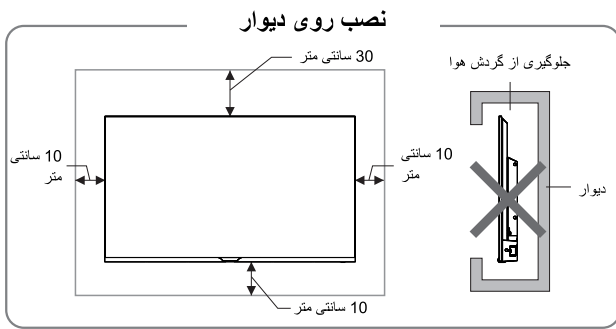 نصب روی دیوار
30 سانتی متر
جلوگیری از گردش هوا
10 سانتی
متر
10 سانتی
متر
دیوار
10 سانتی متر